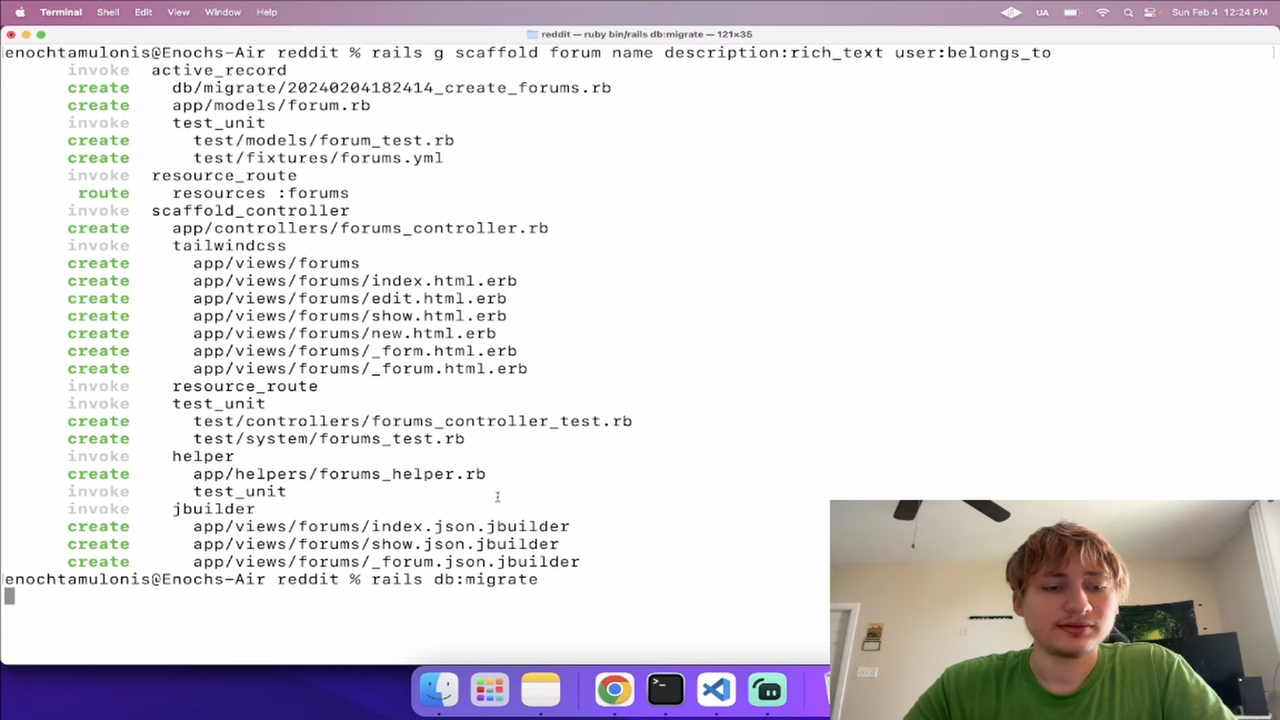 Terminal Shell Edit View Window Help UA Sun Feb 4 12:24 PM
reddit — ruby bin/rails db:migrate — 121×35
enochtamulonis@Enochs-Air reddit % rails g scaffold forum name description:rich_text user:belongs_to
invoke active_record
create db/migrate/20240204182414_create_forums.rb
create app/models/forum.rb
invoke test_unit
create test/models/forum_test.rb
create test/fixtures/forums.yml
invoke resource_route
route resources :forums
invoke scaffold_controller
create app/controllers/forums_controller.rb
invoke tailwindcss
create app/views/forums
create app/views/forums/index.html.erb
create app/views/forums/edit.html.erb
create app/views/forums/show.html.erb
create app/views/forums/new.html.erb
create app/views/forums/_form.html.erb
create app/views/forums/_forum.html.erb
invoke resource_route
invoke test_unit
create test/controllers/forums_controller_test.rb
create test/system/forums_test.rb
invoke helper
create app/helpers/forums_helper.rb
invoke test_unit
invoke jbuilder
create app/views/forums/index.json.jbuilder
create app/views/forums/show.json.jbuilder
create app/views/forums/_forum.json.jbuilder
enochtamulonis@Enochs-Air reddit % rails db:migrate